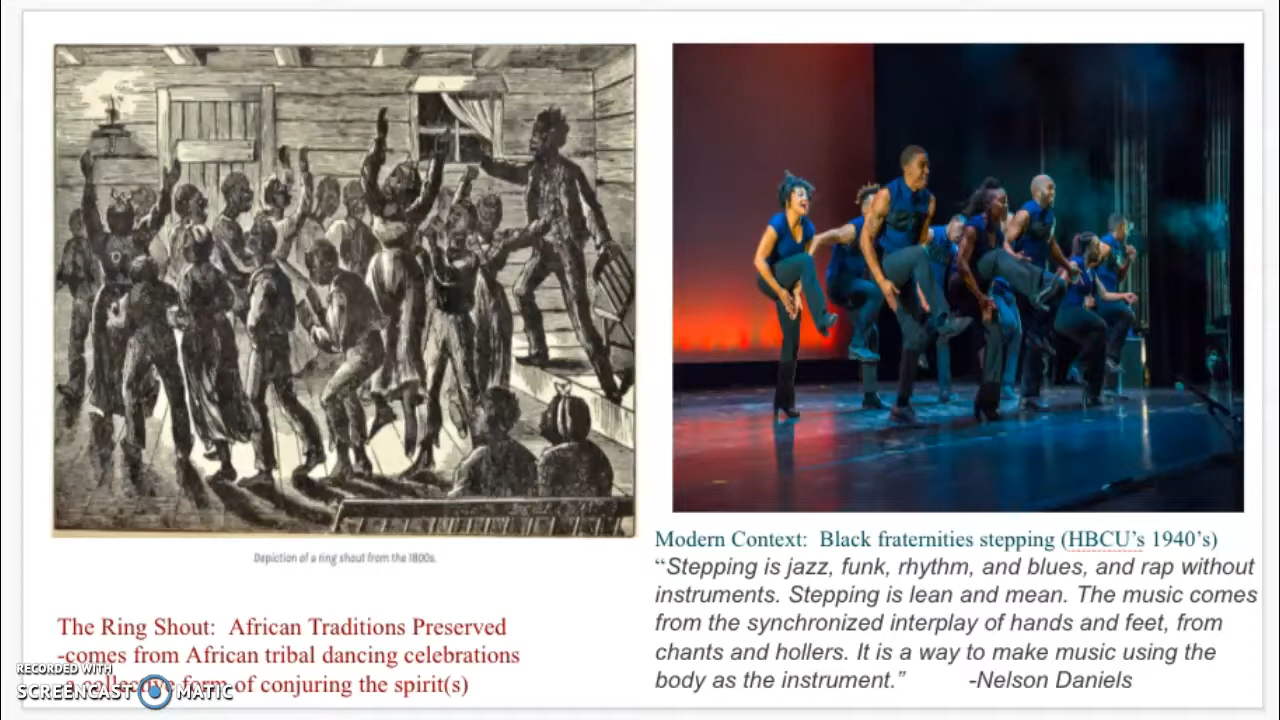 Depiction of a ring shout from the 1800s.
The Ring Shout: African Traditions Preserved
-comes from African tribal dancing celebrations
-a collective form of conjuring the spirit(s)
Modern Context: Black fraternities stepping (HBCU's 1940's)
“Stepping is jazz, funk, rhythm, and blues, and rap without
instruments. Stepping is lean and mean. The music comes
from the synchronized interplay of hands and feet, from
chants and hollers. It is a way to make music using the
body as the instrument.” -Nelson Daniels
RECORDED WITH
SCREENCAST MATIC